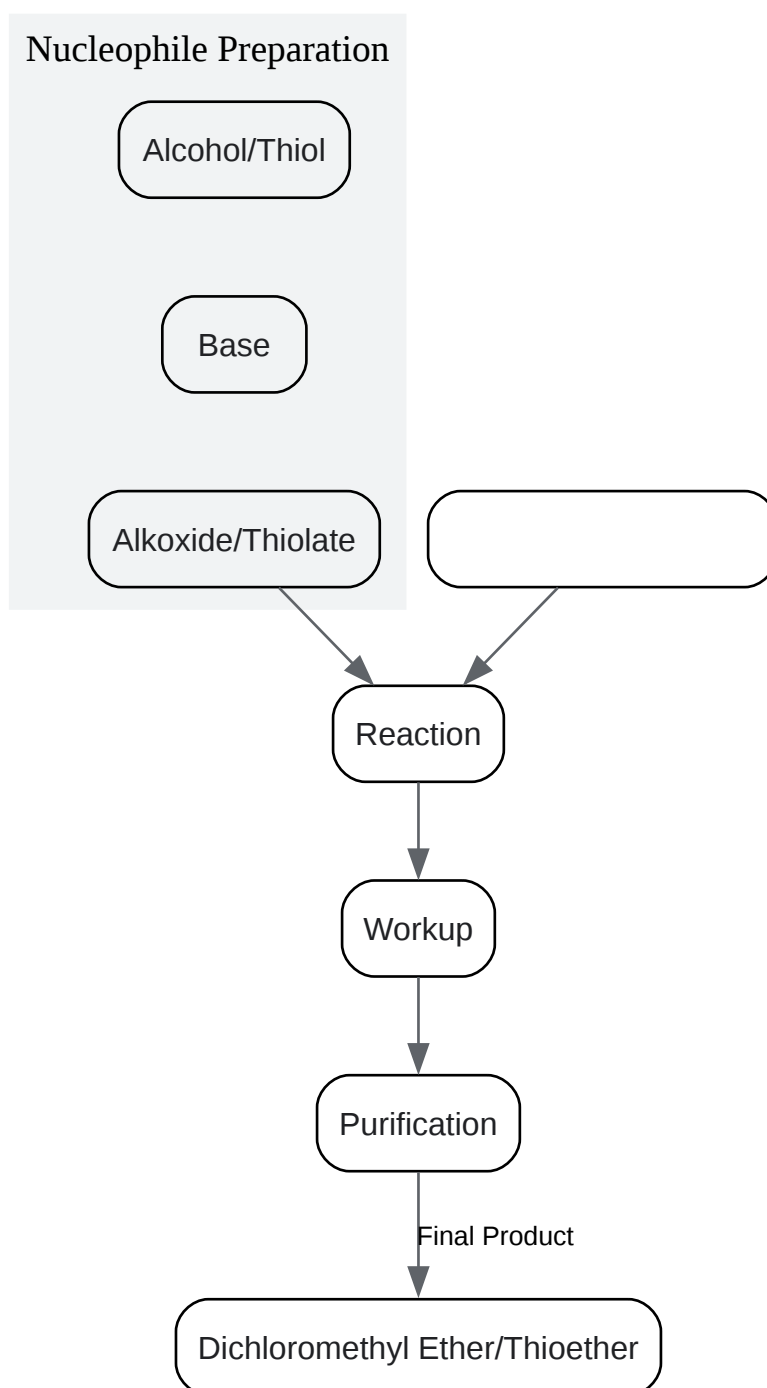 Nucleophile Preparation
Alcohol/Thiol
Base
Alkoxide/Thiolate
Reaction
Workup
Purification
Final Product
Dichloromethyl Ether/Thioether